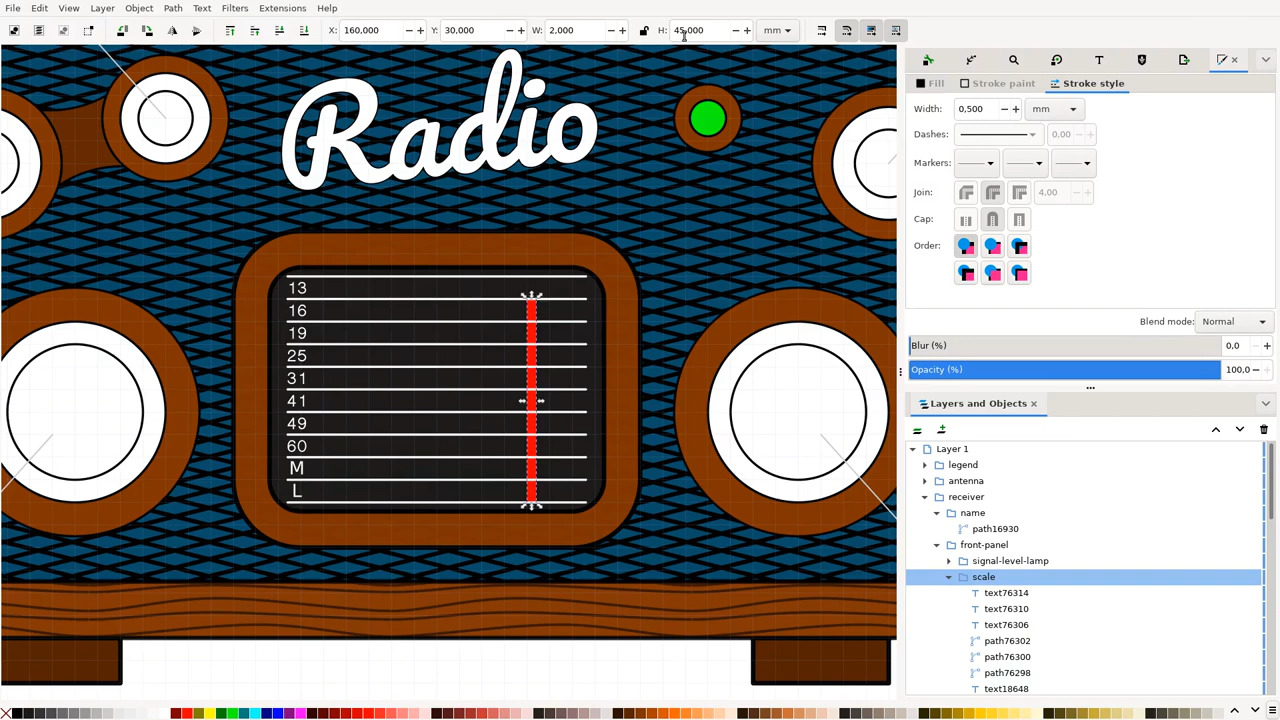 File Edit View Layer Object Path Text Filters Extensions Help
X: 160,000 Y: 30,000 W: 2,000 H: 45,000 mm
Fill Stroke paint Stroke style
Width: 0,500 mm
Dashes: 0,00
Markers:
Join: 4,00
Cap:
Order:
Blend mode: Normal
Blur (%) 0,0
Opacity (%) 100,0
Layers and Objects
Layer 1
legend
antenna
receiver
name
path16930
front-panel
signal-level-lamp
scale
text76314
text76310
text76306
path76302
path76300
path76298
text18648
Radio
13
16
19
25
31
41
49
60
M
L